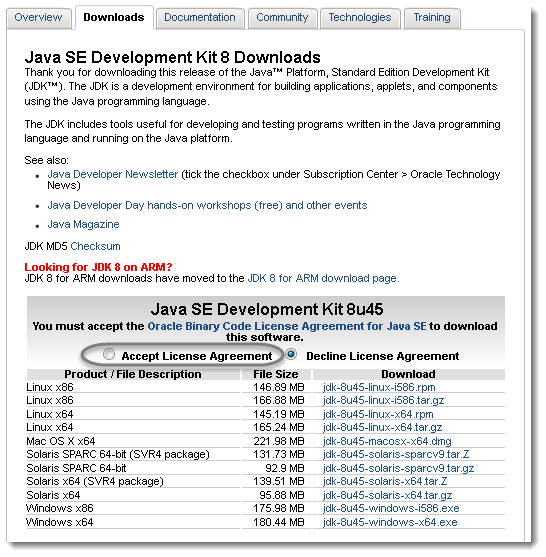 Overview Downloads Documentation Community Technologies Training
Java SE Development Kit 8 Downloads
Thank you for downloading this release of the Java™ Platform, Standard Edition Development Kit
(JDK™). The JDK is a development environment for building applications, applets, and components
using the Java programming language.
The JDK includes tools useful for developing and testing programs written in the Java programming
language and running on the Java platform.
See also:
Java Developer Newsletter (tick the checkbox under Subscription Center > Oracle Technology
News)
Java Developer Day hands-on workshops (free) and other events
Java Magazine
JDK MD5 Checksum
Looking for JDK 8 on ARM?
JDK 8 for ARM downloads have moved to the JDK 8 for ARM download page.
Java SE Development Kit 8u45
You must accept the Oracle Binary Code License Agreement for Java SE to download
this software.
Accept License Agreement Decline License Agreement
Product / File Description File Size Download
Linux x86 146.89 MB jdk-8u45-linux-i586.rpm
Linux x86 166.88 MB jdk-8u45-linux-i586.tar.gz
Linux x64 145.19 MB jdk-8u45-linux-x64.rpm
Linux x64 165.24 MB jdk-8u45-linux-x64.tar.gz
Mac OS X x64 221.98 MB jdk-8u45-macosx-x64.dmg
Solaris SPARC 64-bit (SVR4 package) 131.73 MB jdk-8u45-solaris-sparcv9.tar.Z
Solaris SPARC 64-bit 92.9 MB jdk-8u45-solaris-sparcv9.tar.gz
Solaris x64 (SVR4 package) 139.51 MB jdk-8u45-solaris-x64.tar.Z
Solaris x64 95.88 MB jdk-8u45-solaris-x64.tar.gz
Windows x86 175.98 MB jdk-8u45-windows-i586.exe
Windows x64 180.44 MB jdk-8u45-windows-x64.exe